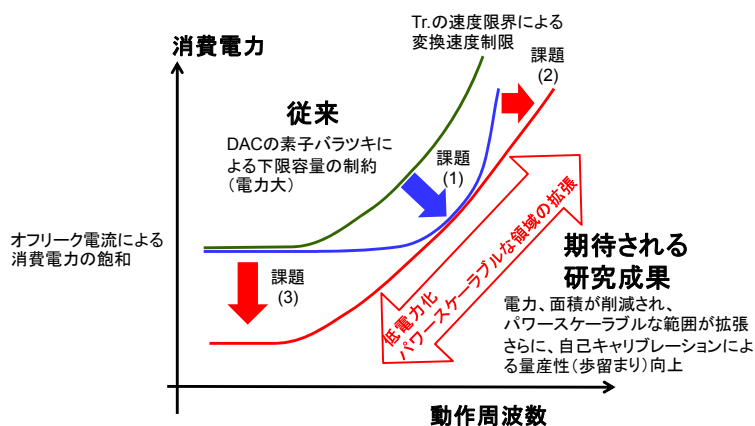 Tr.の速度限界による
変換速度制限
消費電力
課題
(2)
従来
DACの素子バラツキ
による下限容量の制約
（電力大）
課題
(1)
オフリーク電流による
消費電力の飽和
課題
(3)
低電力化
パワースケーラブルな領域の拡張
期待される
研究成果
電力、面積が削減され、
パワースケーラブルな範囲が拡張
さらに、自己キャリブレーションによ
る量産性（歩留まり）向上
動作周波数